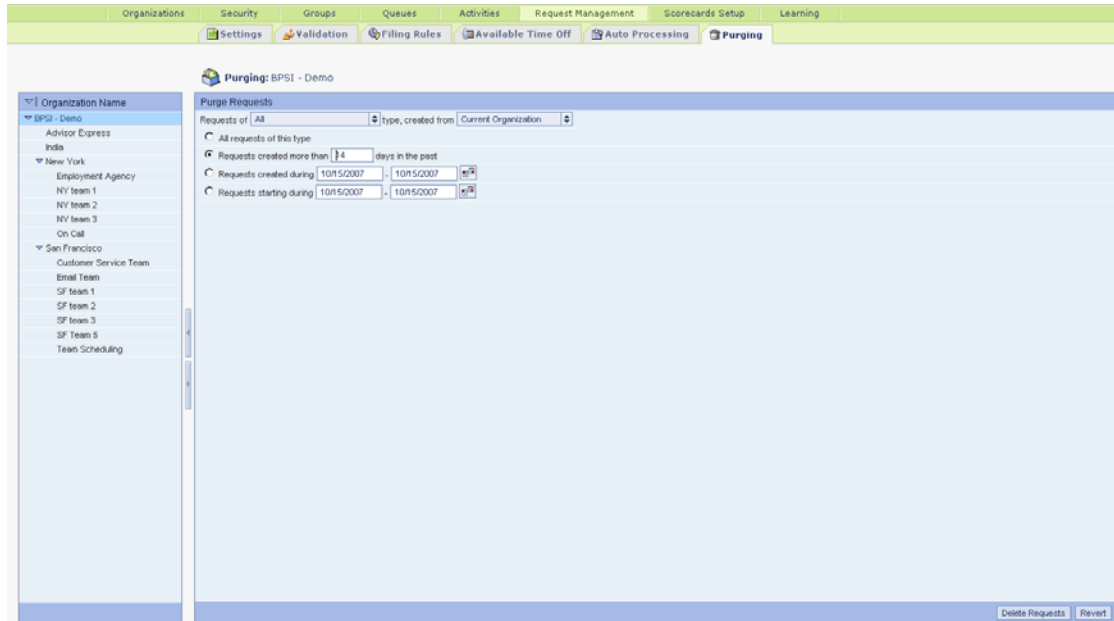 Organizations Security Groups Queues Activities Request Management Scorecards Setup Learning
Settings Validation Filing Rules Available Time Off Auto Processing Purging
Purging: BPSI - Demo
Organization Name
BPSI - Demo
Advisor Express
India
New York
Employment Agency
NY team 1
NY team 2
NY team 3
On Call
San Francisco
Customer Service Team
Email Team
SF team 1
SF team 2
SF team 3
SF Team 5
Team Scheduling
Purge Requests
Requests of All type, created from Current Organization
All requests of this type
Requests created more than 14 days in the past
Requests created during 10/15/2007 - 10/15/2007
Requests starting during 10/15/2007 - 10/15/2007
Delete Requests Revert